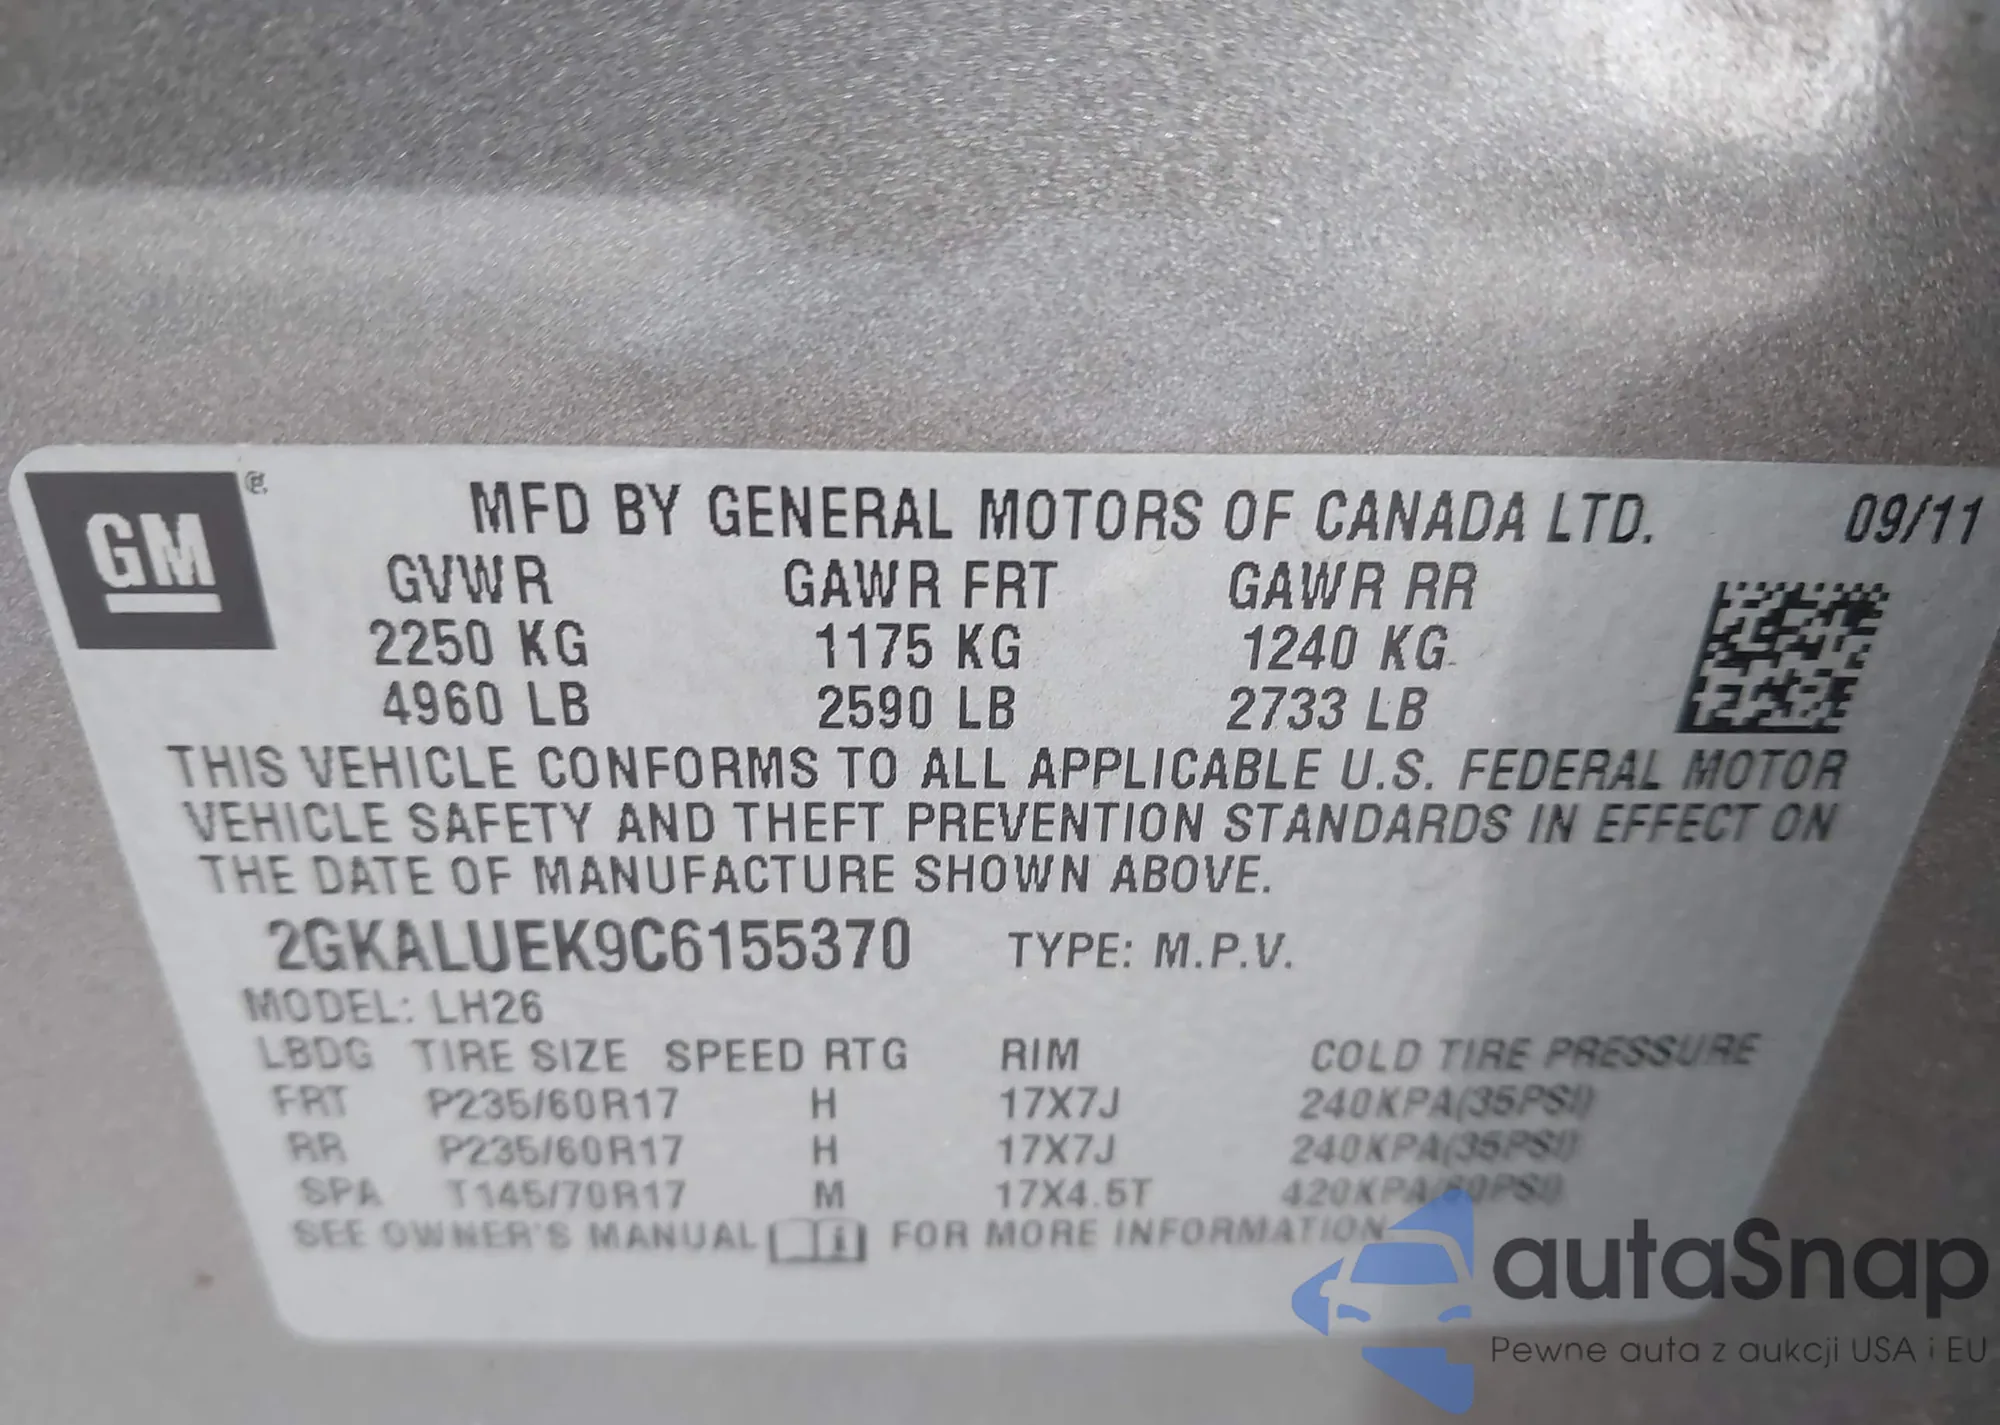 GM
MFD BY GENERAL MOTORS OF CANADA LTD. 09/11
GVWR GAWR FRT GAWR RR
2250 KG 1175 KG 1240 KG
4960 LB 2590 LB 2733 LB
THIS VEHICLE CONFORMS TO ALL APPLICABLE U.S. FEDERAL MOTOR
VEHICLE SAFETY AND THEFT PREVENTION STANDARDS IN EFFECT ON
THE DATE OF MANUFACTURE SHOWN ABOVE.
2GKALUEK9C6155370 TYPE: M.P.V.
MODEL: LH26
LBDG TIRE SIZE SPEED RTG RIM COLD TIRE PRESSURE
FRT P235/60R17 H 17X7J 240KPA(35PSI)
RR P235/60R17 H 17X7J 240KPA(35PSI)
SPA T145/70R17 M 17X4.5T 420KPA(60PSI)
SEE OWNER'S MANUAL i FOR MORE INFORMATION
autaSnap
Pewne auta z aukcji USA i EU